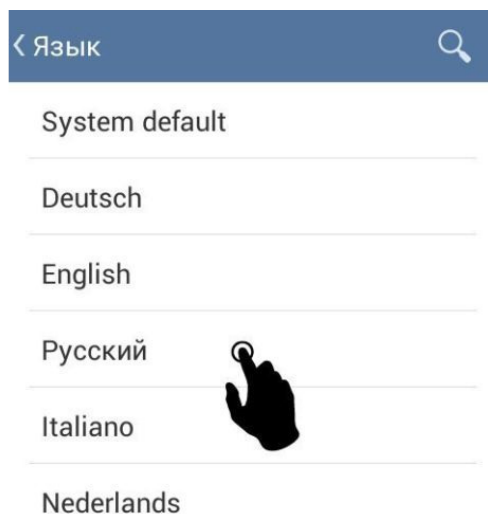 Язык
System default
Deutsch
English
Русский
Italiano
Nederlands